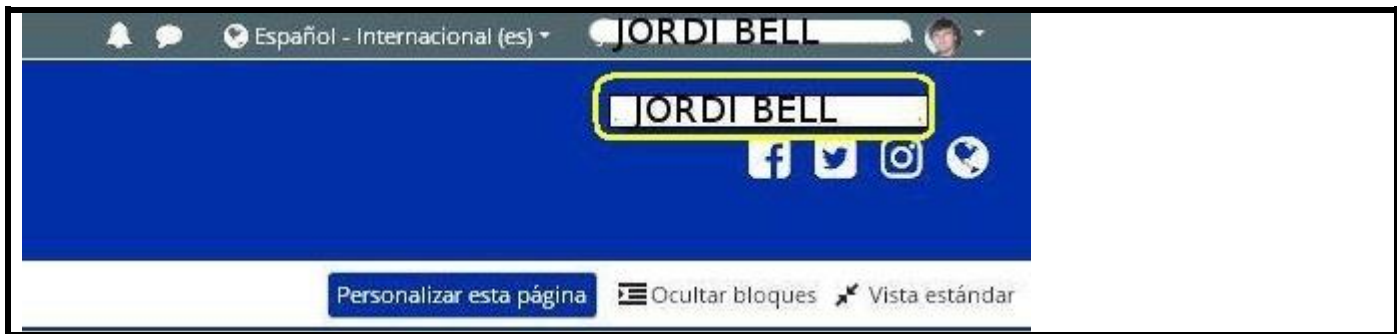 Español - Internacional (es) JORDI BELL
JORDI BELL
Personalizar esta página Ocultar bloques Vista estándar